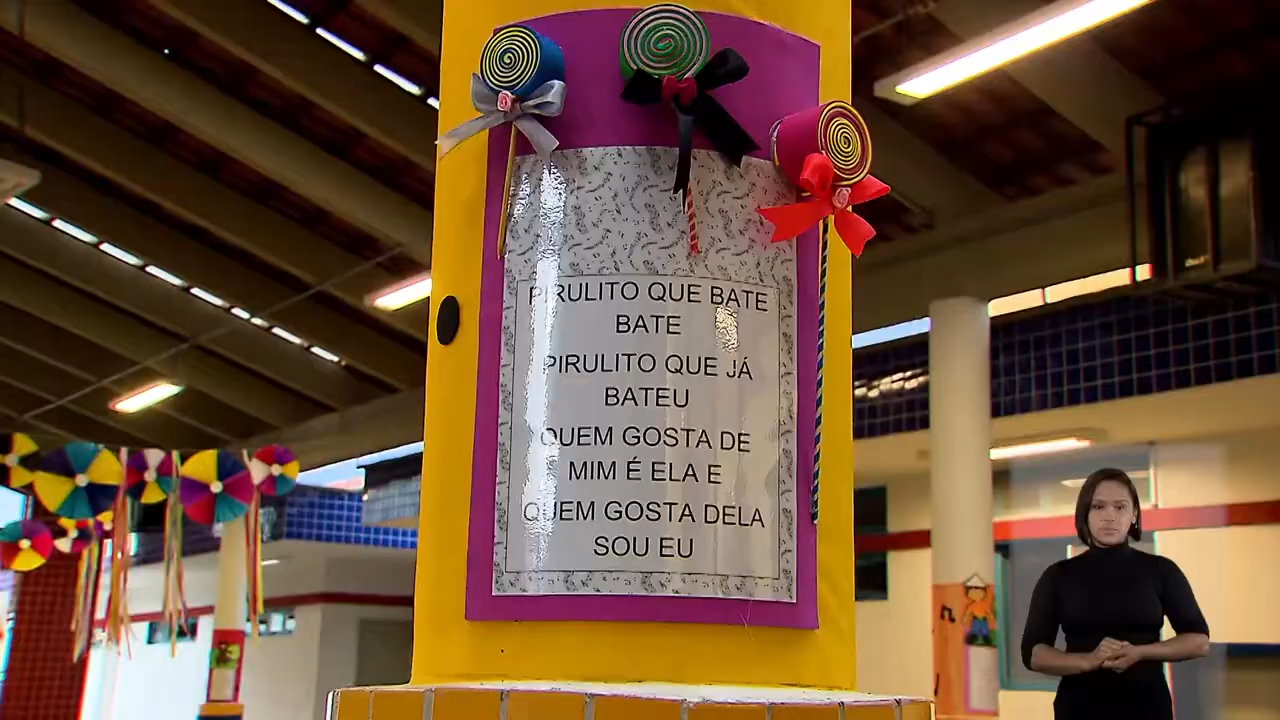 PIRULITO QUE BATE
BATE
PIRULITO QUE JÁ
BATEU
QUEM GOSTA DE
MIM É ELA E
QUEM GOSTA DELA
SOU EU
n